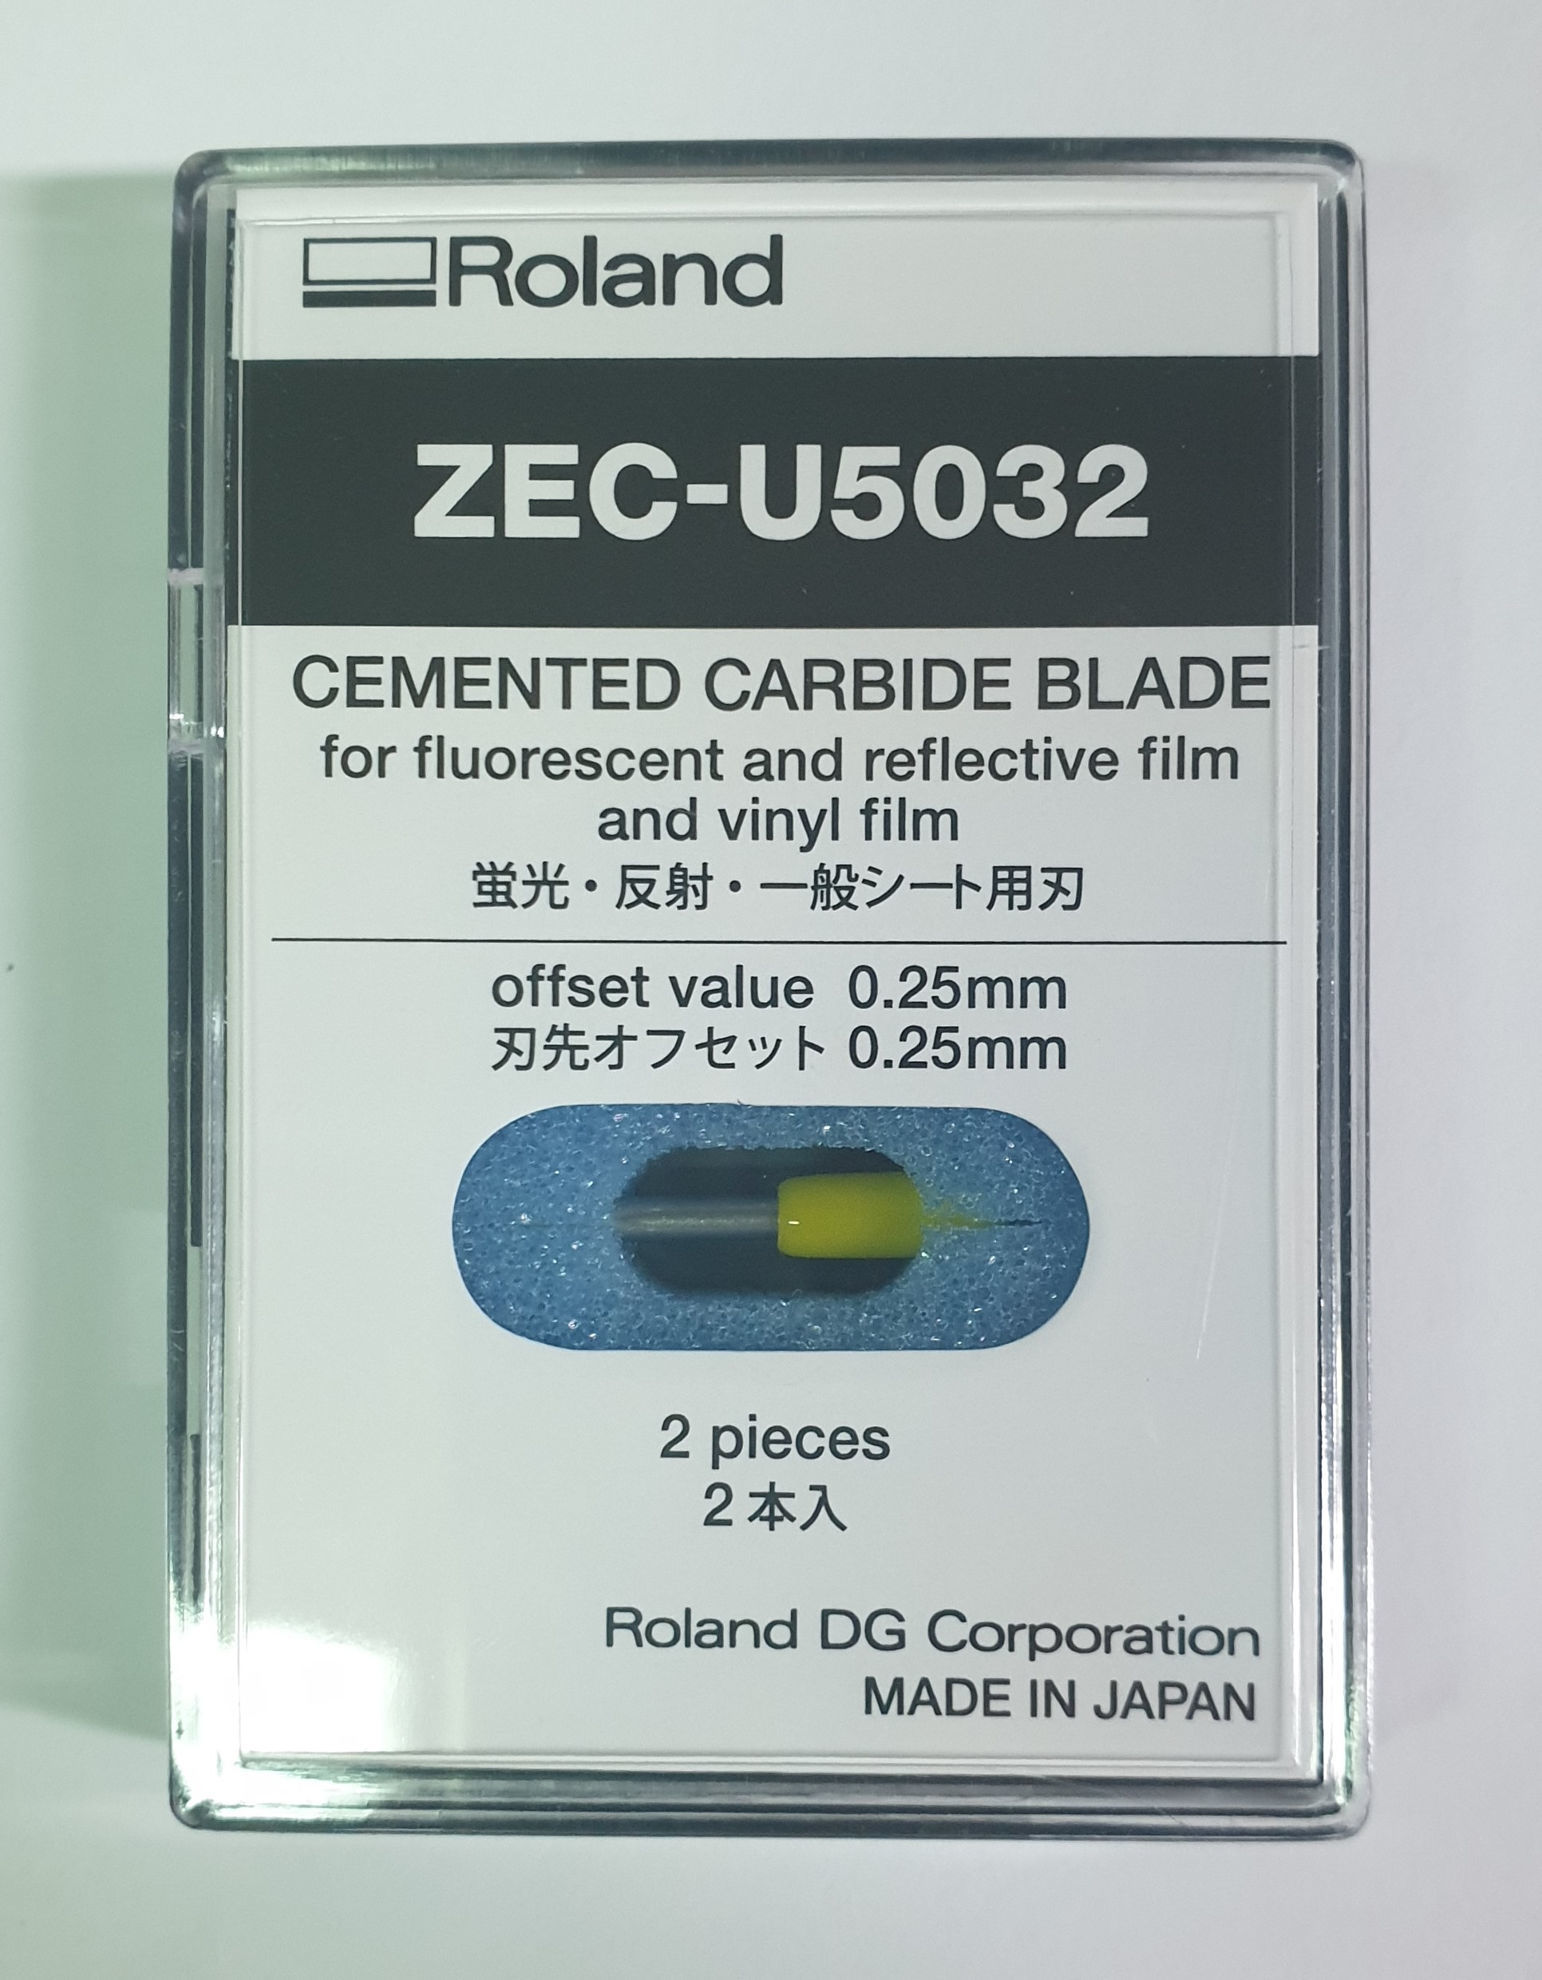 Roland
ZEC-U5032
CEMENTED CARBIDE BLADE
for fluorescent and reflective film
and vinyl film
蛍光・反射・一般シート用刃
offset value 0.25mm
刃先オフセット 0.25mm
2 pieces
2本入
Roland DG Corporation
MADE IN JAPAN